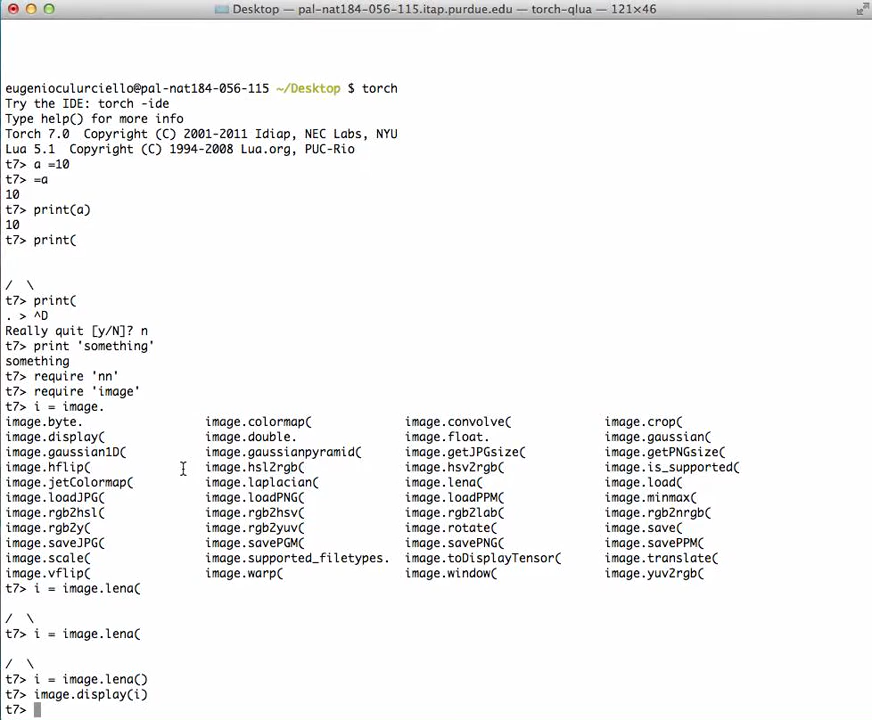 Desktop — pal-nat184-056-115.itap.purdue.edu — torch-qlua — 121×46
eugenioculurciello@pal-nat184-056-115 ~/Desktop $ torch
Try the IDE: torch -ide
Type help() for more info
Torch 7.0  Copyright (C) 2001-2011 Idiap, NEC Labs, NYU
Lua 5.1  Copyright (C) 1994-2008 Lua.org, PUC-Rio
t7> a =10
t7> =a
10
t7> print(a)
10
t7> print(
/  \
t7> print(
. > ^D
Really quit [y/N]? n
t7> print 'something'
something
t7> require 'nn'
t7> require 'image'
t7> i = image.
image.byte. image.colormap( image.convolve( image.crop(
image.display( image.double. image.float. image.gaussian(
image.gaussian1D( image.gaussianpyramid( image.getJPGsize( image.getPNGsize(
image.hflip( image.hsl2rgb( image.hsv2rgb( image.is_supported(
image.jetColormap( image.laplacian( image.lena( image.load(
image.loadJPG( image.loadPNG( image.loadPPM( image.minmax(
image.rgb2hsl( image.rgb2hsv( image.rgb2lab( image.rgb2nrgb(
image.rgb2y( image.rgb2yuv( image.rotate( image.save(
image.saveJPG( image.savePGM( image.savePNG( image.savePPM(
image.scale( image.supported_filetypes. image.toDisplayTensor( image.translate(
image.vflip( image.warp( image.window( image.yuv2rgb(
t7> i = image.lena(
/  \
t7> i = image.lena(
/  \
t7> i = image.lena()
t7> image.display(i)
t7>